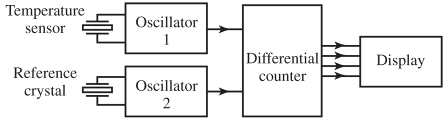 Temperature
sensor
Oscillator
1
Reference
crystal
Oscillator
2
Differential
counter
Display